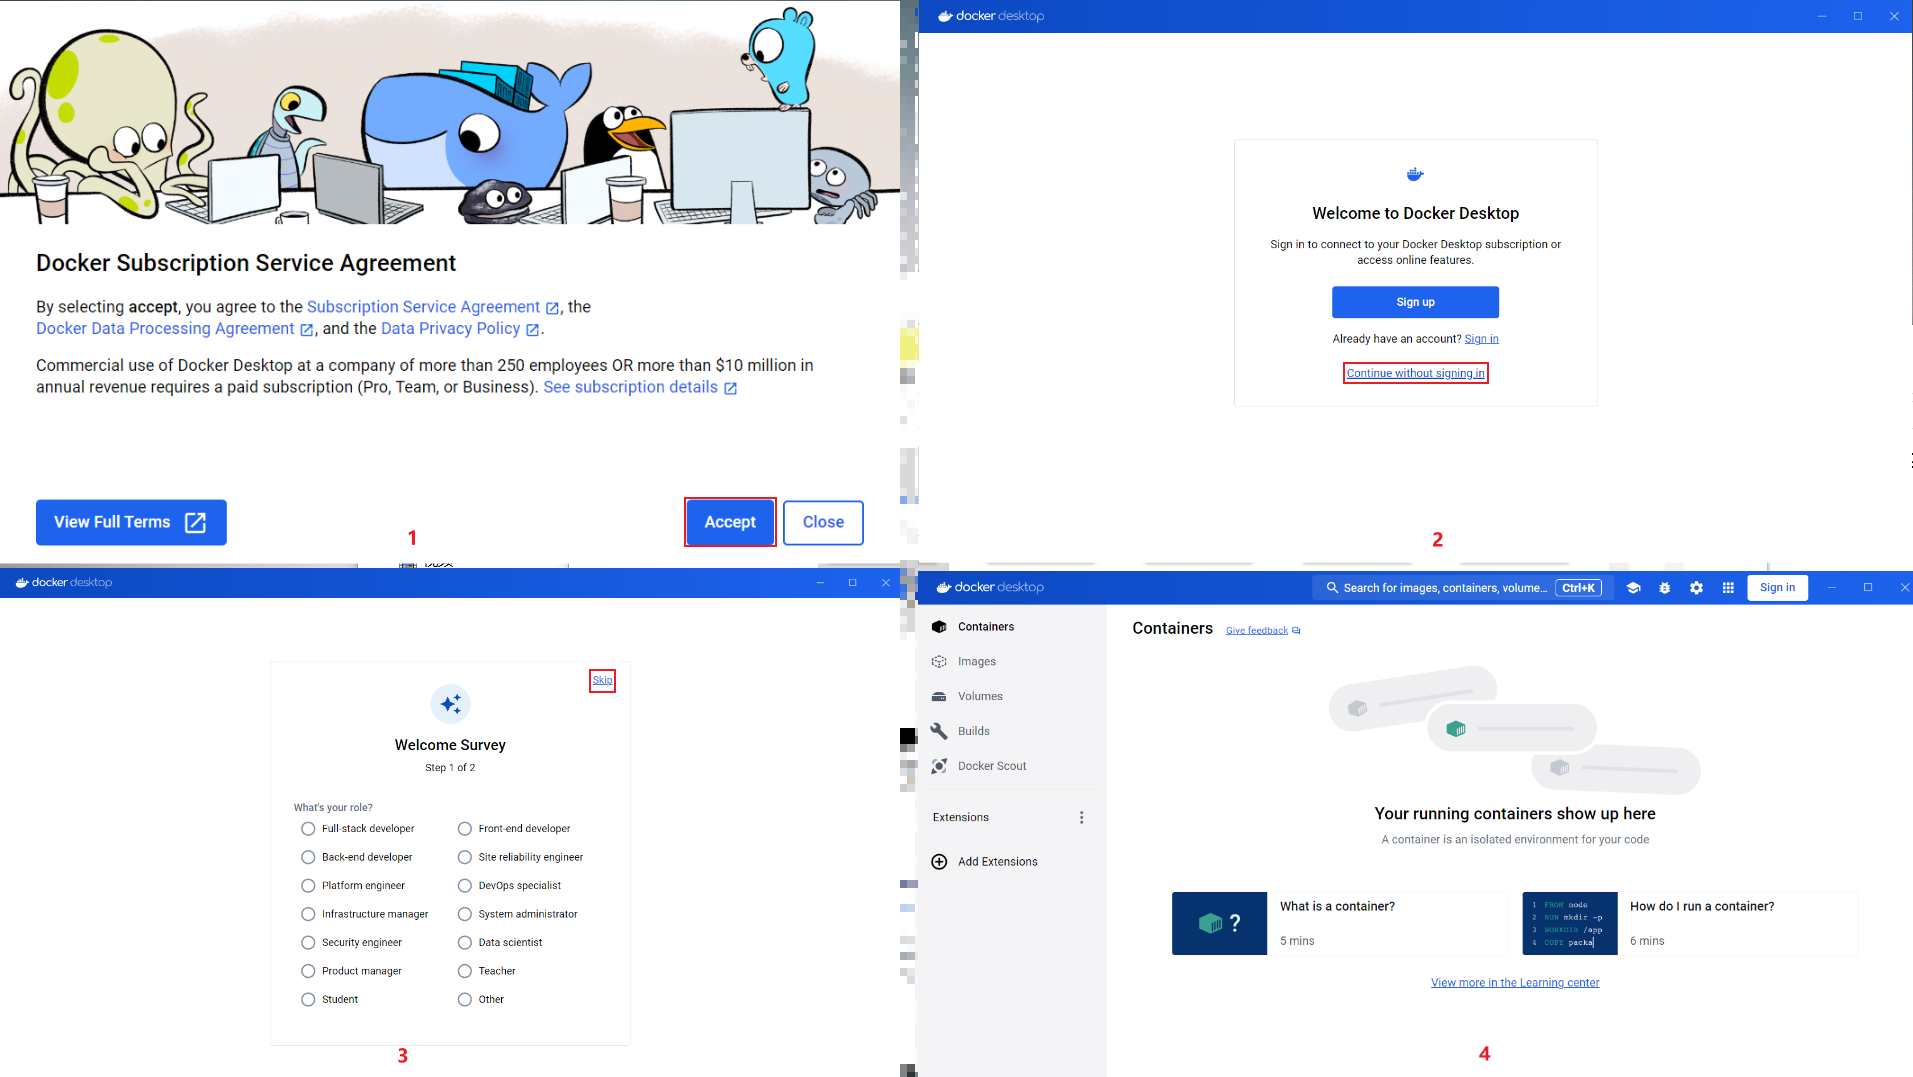 Docker Subscription Service Agreement
By selecting accept, you agree to the Subscription Service Agreement, the
Docker Data Processing Agreement, and the Data Privacy Policy.
Commercial use of Docker Desktop at a company of more than 250 employees OR more than $10 million in
annual revenue requires a paid subscription (Pro, Team, or Business). See subscription details
View Full Terms
Accept
Close
1
docker desktop
Welcome to Docker Desktop
Sign in to connect to your Docker Desktop subscription or
access online features.
Sign up
Already have an account? Sign in
Continue without signing in
2
docker desktop
Skip
Welcome Survey
Step 1 of 2
What's your role?
Full-stack developer
Front-end developer
Back-end developer
Site reliability engineer
Platform engineer
DevOps specialist
Infrastructure manager
System administrator
Security engineer
Data scientist
Product manager
Teacher
Student
Other
3
docker desktop
Search for images, containers, volume...
Ctrl+K
Sign in
Containers
Images
Volumes
Builds
Docker Scout
Extensions
Add Extensions
Containers
Give feedback
Your running containers show up here
A container is an isolated environment for your code
?
What is a container?
5 mins
1 FROM node
2 RUN mkdir -p
3 WORKDIR /app
4 COPY packa
How do I run a container?
6 mins
View more in the Learning center
4